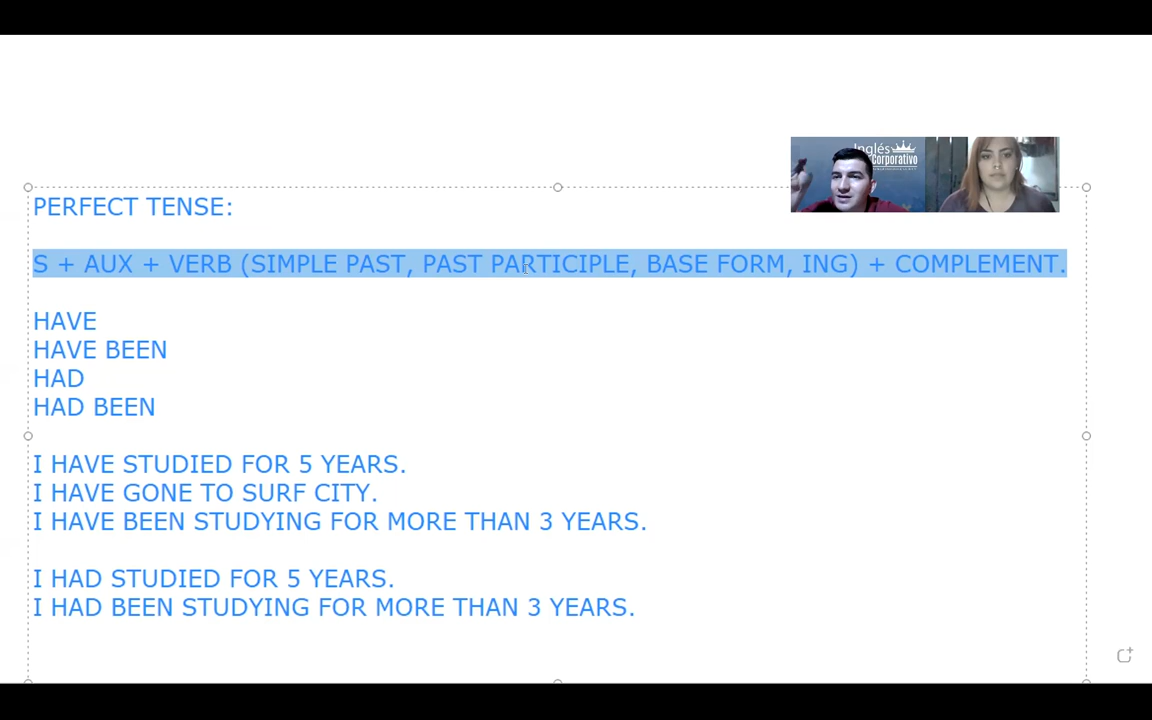 Inglés
Corporativo
PERFECT TENSE:
S + AUX + VERB (SIMPLE PAST, PAST PARTICIPLE, BASE FORM, ING) + COMPLEMENT.
HAVE
HAVE BEEN
HAD
HAD BEEN
I HAVE STUDIED FOR 5 YEARS.
I HAVE GONE TO SURF CITY.
I HAVE BEEN STUDYING FOR MORE THAN 3 YEARS.
I HAD STUDIED FOR 5 YEARS.
I HAD BEEN STUDYING FOR MORE THAN 3 YEARS.